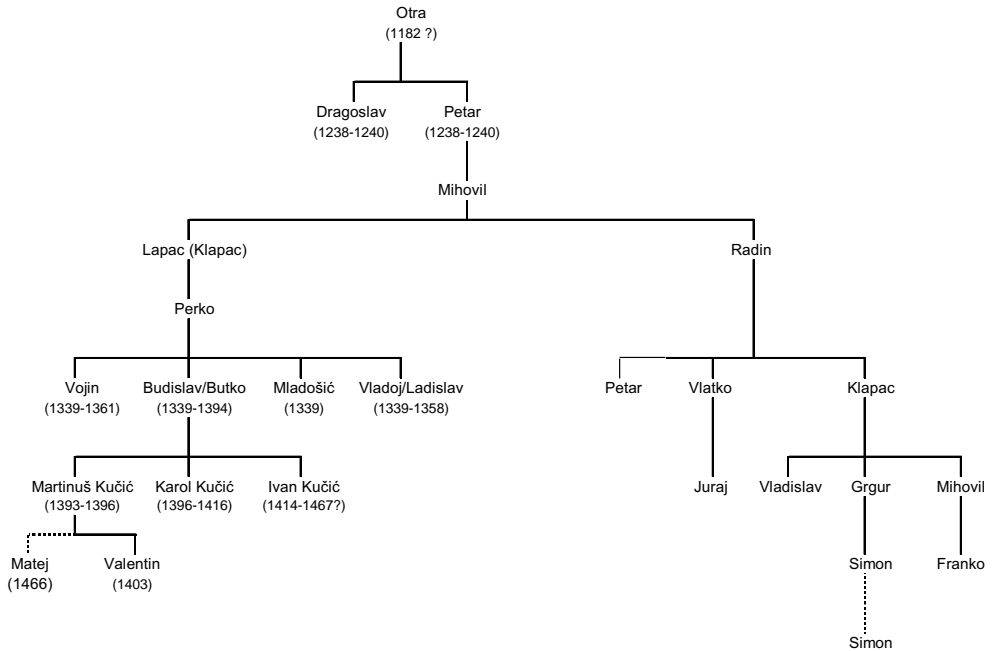 Otra
(1182 ?)
Dragoslav
(1238-1240)
Petar
(1238-1240)
Mihovil
Lapac (Klapac)
Radin
Perko
Vojin
(1339-1361)
Budislav/Butko
(1339-1394)
Mladošić
(1339)
Vladoj/Ladislav
(1339-1358)
Petar
Vlatko
Klapac
Martinuš Kučić
(1393-1396)
Karol Kučić
(1396-1416)
Ivan Kučić
(1414-1467?)
Juraj
Vladislav
Grgur
Mihovil
Matej
(1466)
Valentin
(1403)
Simon
Franko
Simon